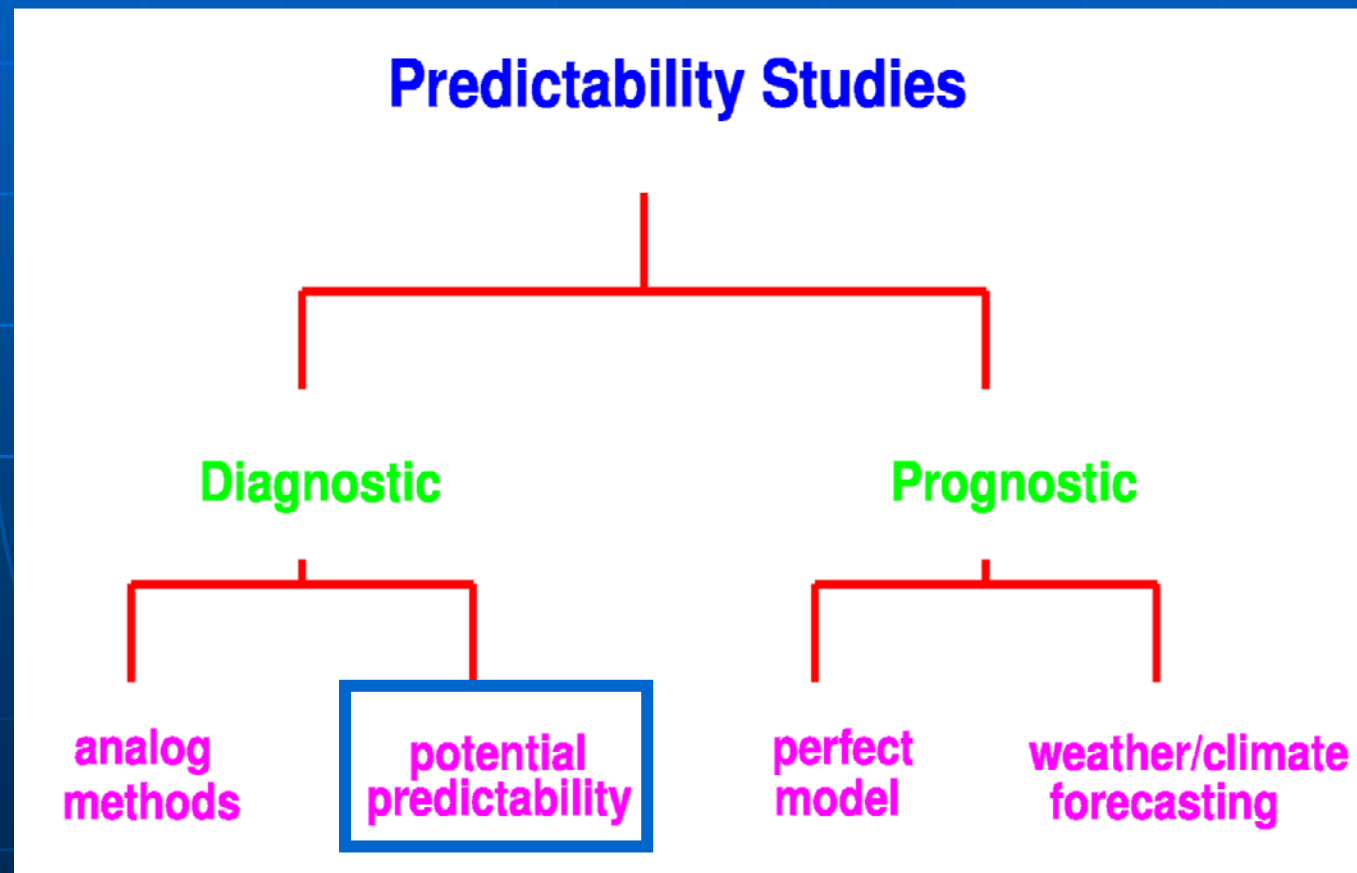 Predictability Studies
Diagnostic
Prognostic
analog
methods
potential
predictability
perfect
model
weather/climate
forecasting